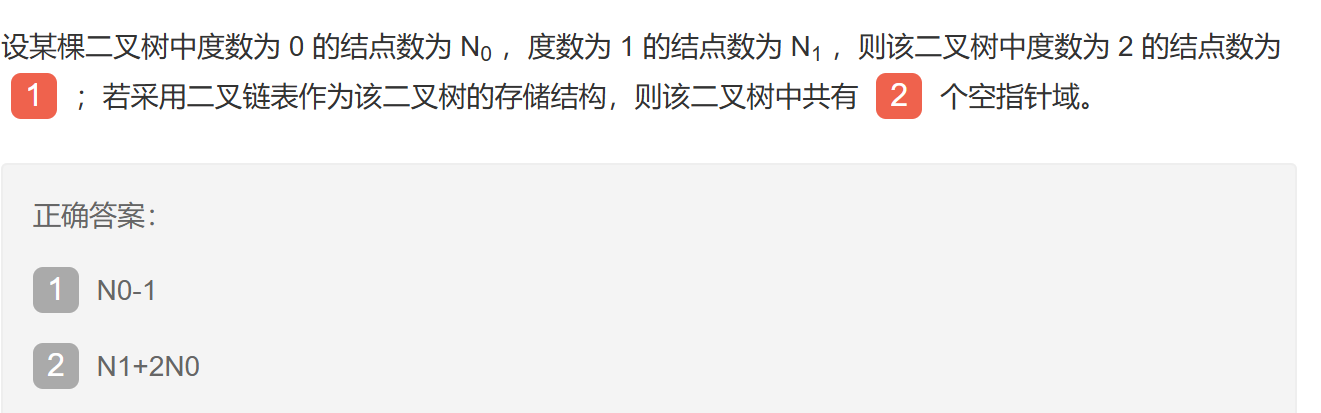 设某棵二叉树中度数为 0 的结点数为 N₀ ，度数为 1 的结点数为 N₁ ，则该二叉树中度数为 2 的结点数为
1 ；若采用二叉链表作为该二叉树的存储结构，则该二叉树中共有 2 个空指针域。
正确答案：
1 N0-1
2 N1+2N0